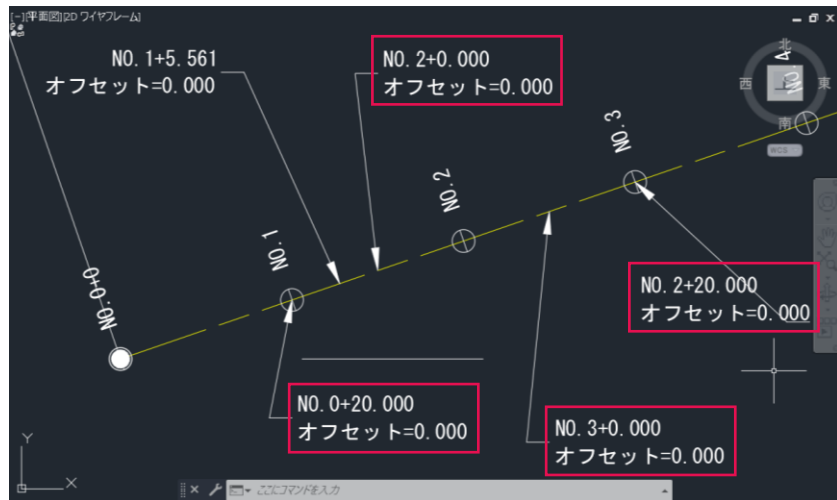 [-][平面図][2D ワイヤフレーム]
NO.1+5.561
オフセット=0.000
NO.2+0.000
オフセット=0.000
北
西
上
東
南
WCS
NO.4
NO.3
NO.2
NO.1
NO.0+0
NO.2+20.000
オフセット=0.000
NO.0+20.000
オフセット=0.000
NO.3+0.000
オフセット=0.000
Y
X
ここにコマンドを入力